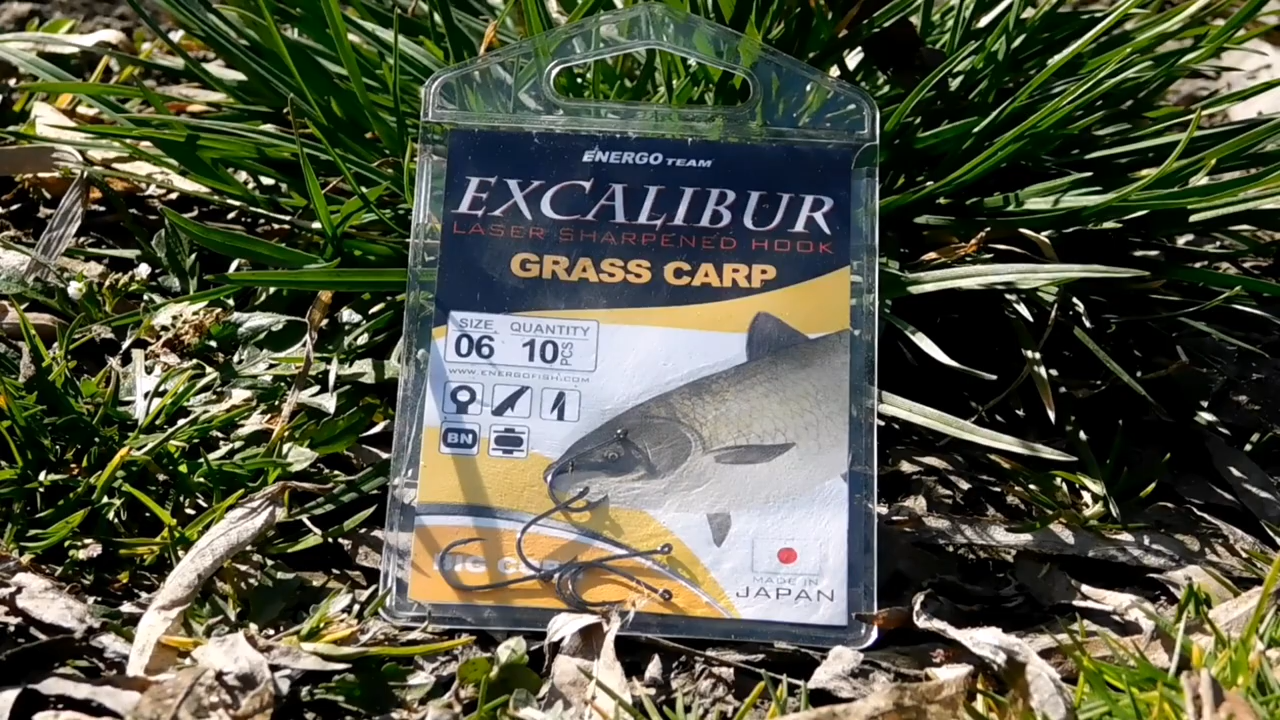 ENERGO TEAM
EXCALIBUR
LASER SHARPENED HOOK
GRASS CARP
SIZE QUANTITY
06 10 PCS
WWW.ENERGOFISH.COM
BN
BIG
MADE IN
JAPAN